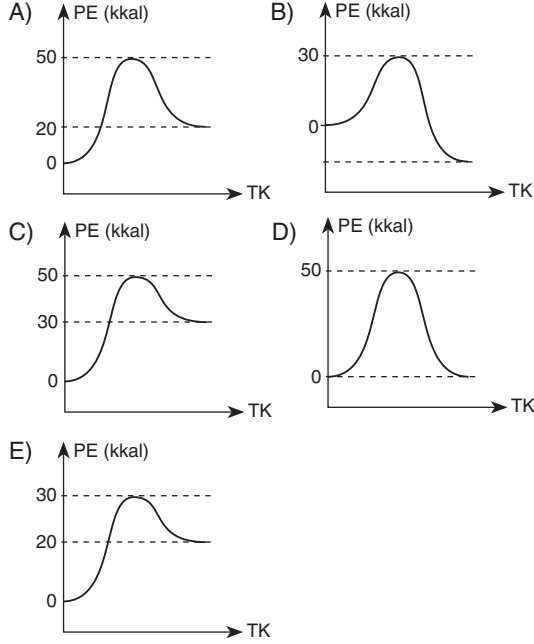 A) PE (kkal)
50
20
0
TK
B) PE (kkal)
30
0
TK
C) PE (kkal)
50
30
0
TK
D) PE (kkal)
50
0
TK
E) PE (kkal)
30
20
0
TK